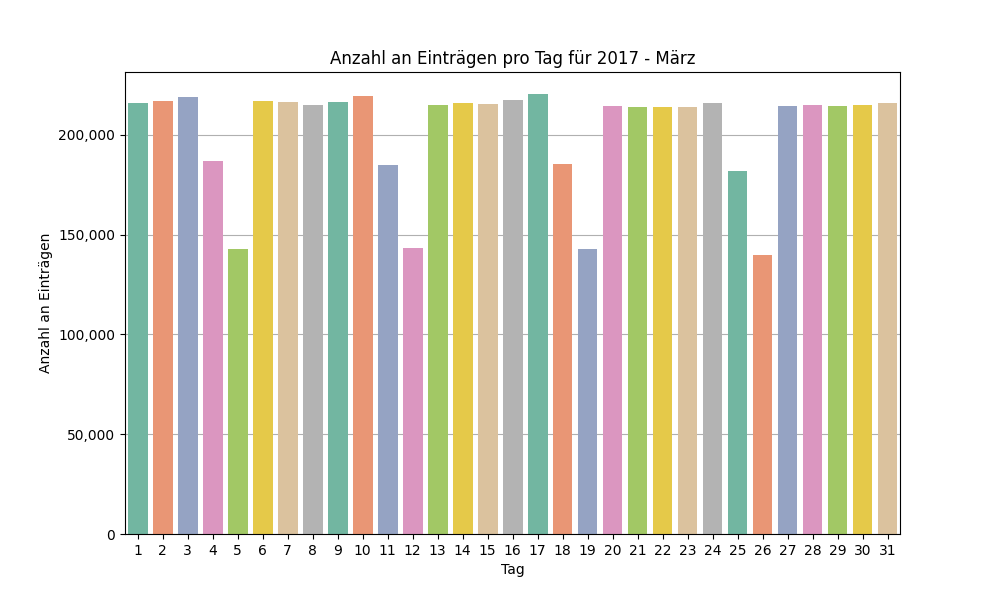 Anzahl an Einträgen pro Tag für 2017 - März
Anzahl an Einträgen
200,000
150,000
100,000
50,000
0
1 2 3 4 5 6 7 8 9 10 11 12 13 14 15 16 17 18 19 20 21 22 23 24 25 26 27 28 29 30 31
Tag